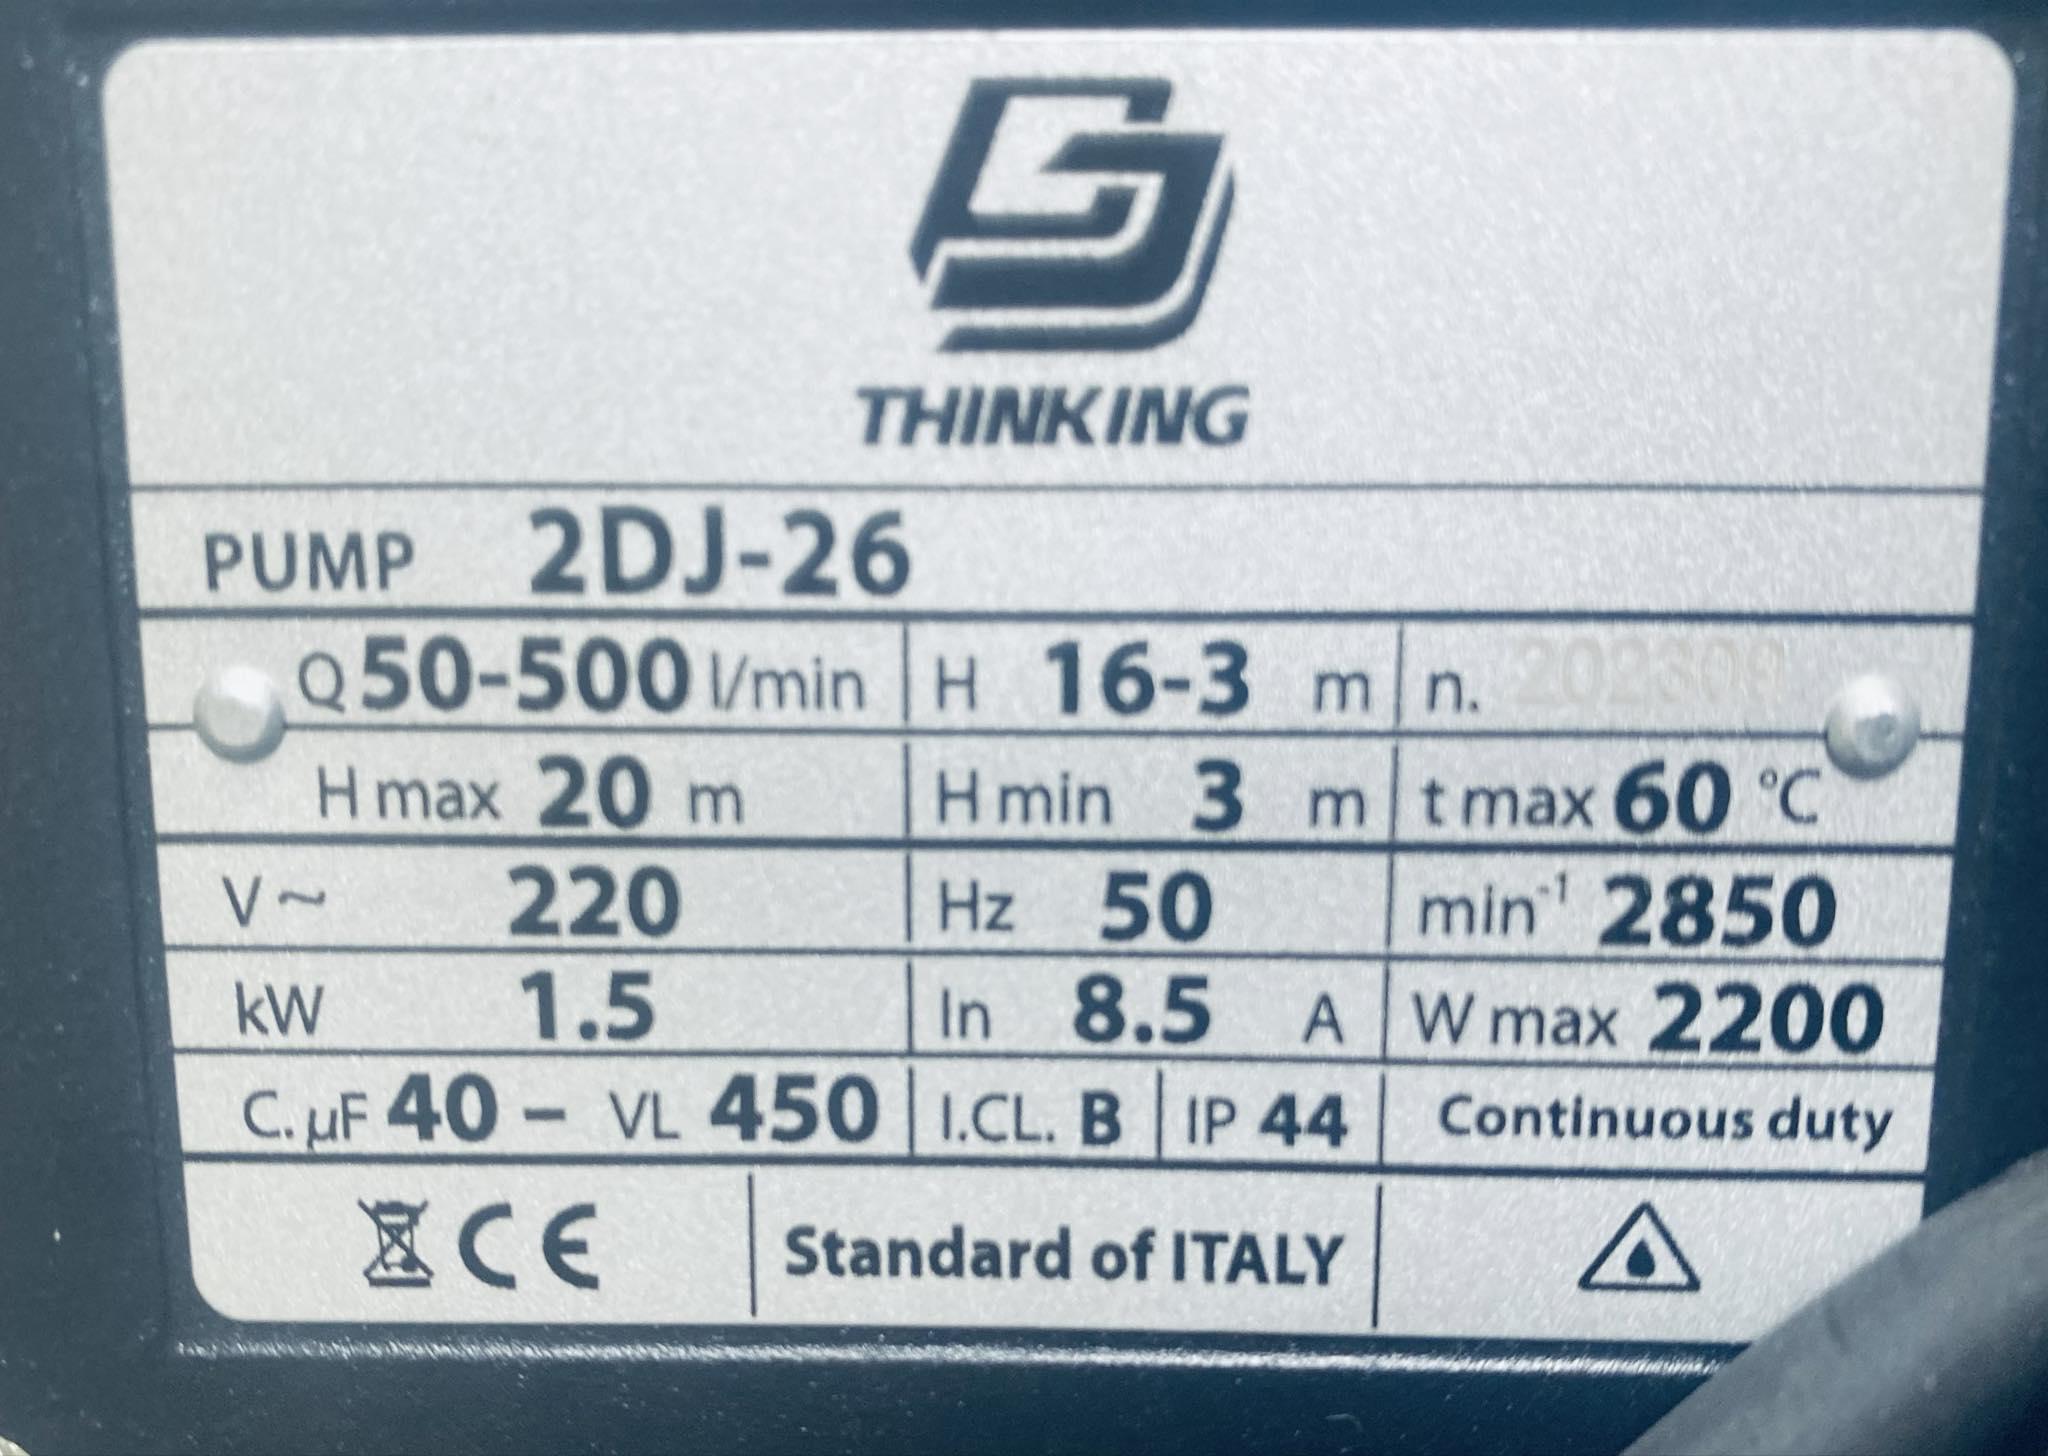 THINKING
PUMP 2DJ-26
Q 50-500 l/min H 16-3 m n.
H max 20 m H min 3 m t max 60 °C
V~ 220 Hz 50 min⁻¹ 2850
kW 1.5 In 8.5 A W max 2200
C.µF 40 – VL 450 I.CL. B IP 44 Continuous duty
CE Standard of ITALY